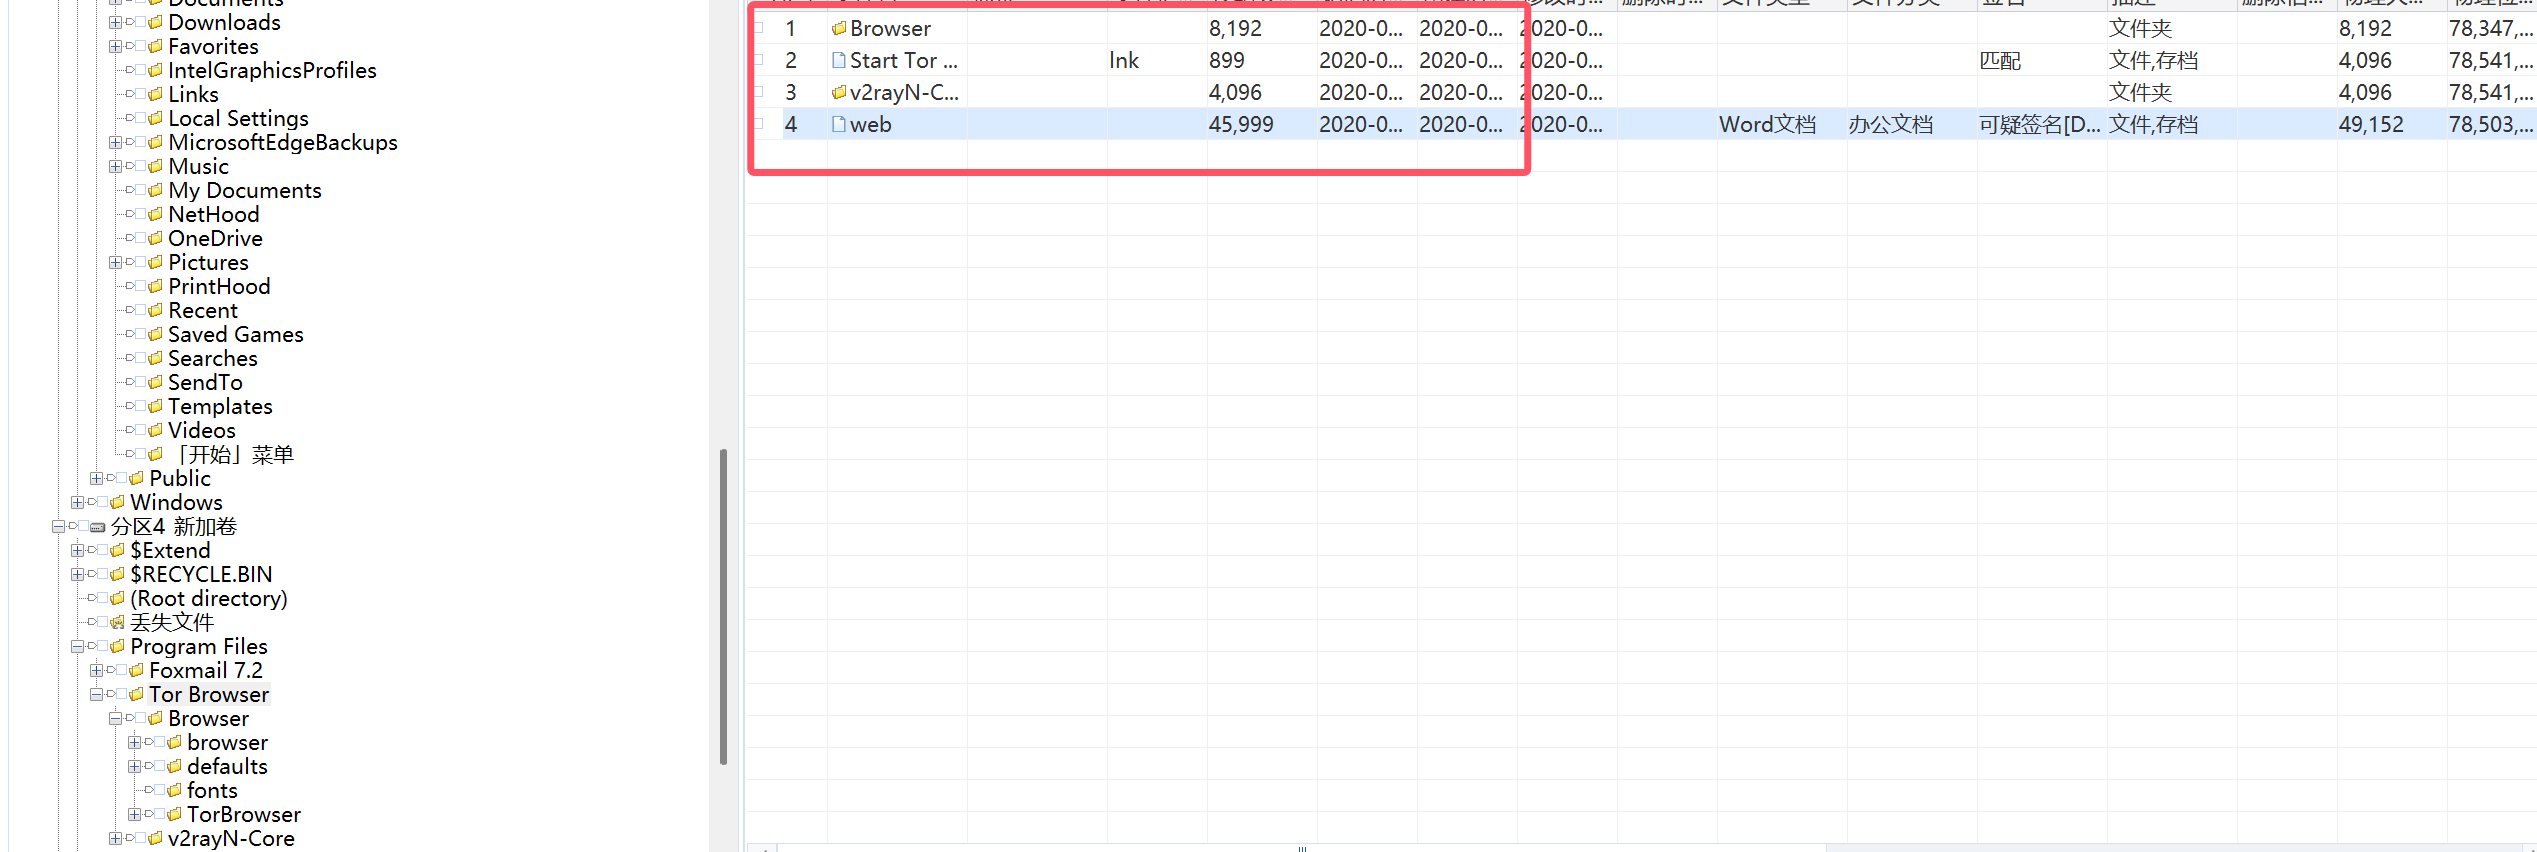 Documents
Downloads
Favorites
IntelGraphicsProfiles
Links
Local Settings
MicrosoftEdgeBackups
Music
My Documents
NetHood
OneDrive
Pictures
PrintHood
Recent
Saved Games
Searches
SendTo
Templates
Videos
「开始」菜单
Public
Windows
分区4 新加卷
$Extend
$RECYCLE.BIN
(Root directory)
丢失文件
Program Files
Foxmail 7.2
Tor Browser
Browser
browser
defaults
fonts
TorBrowser
v2rayN-Core
1 Browser 8,192 2020-0... 2020-0... 2020-0... 文件夹 8,192 78,347,...
2 Start Tor ... lnk 899 2020-0... 2020-0... 2020-0... 匹配 文件,存档 4,096 78,541,...
3 v2rayN-C... 4,096 2020-0... 2020-0... 2020-0... 文件夹 4,096 78,541,...
4 web 45,999 2020-0... 2020-0... 2020-0... Word文档 办公文档 可疑签名[D... 文件,存档 49,152 78,503,...